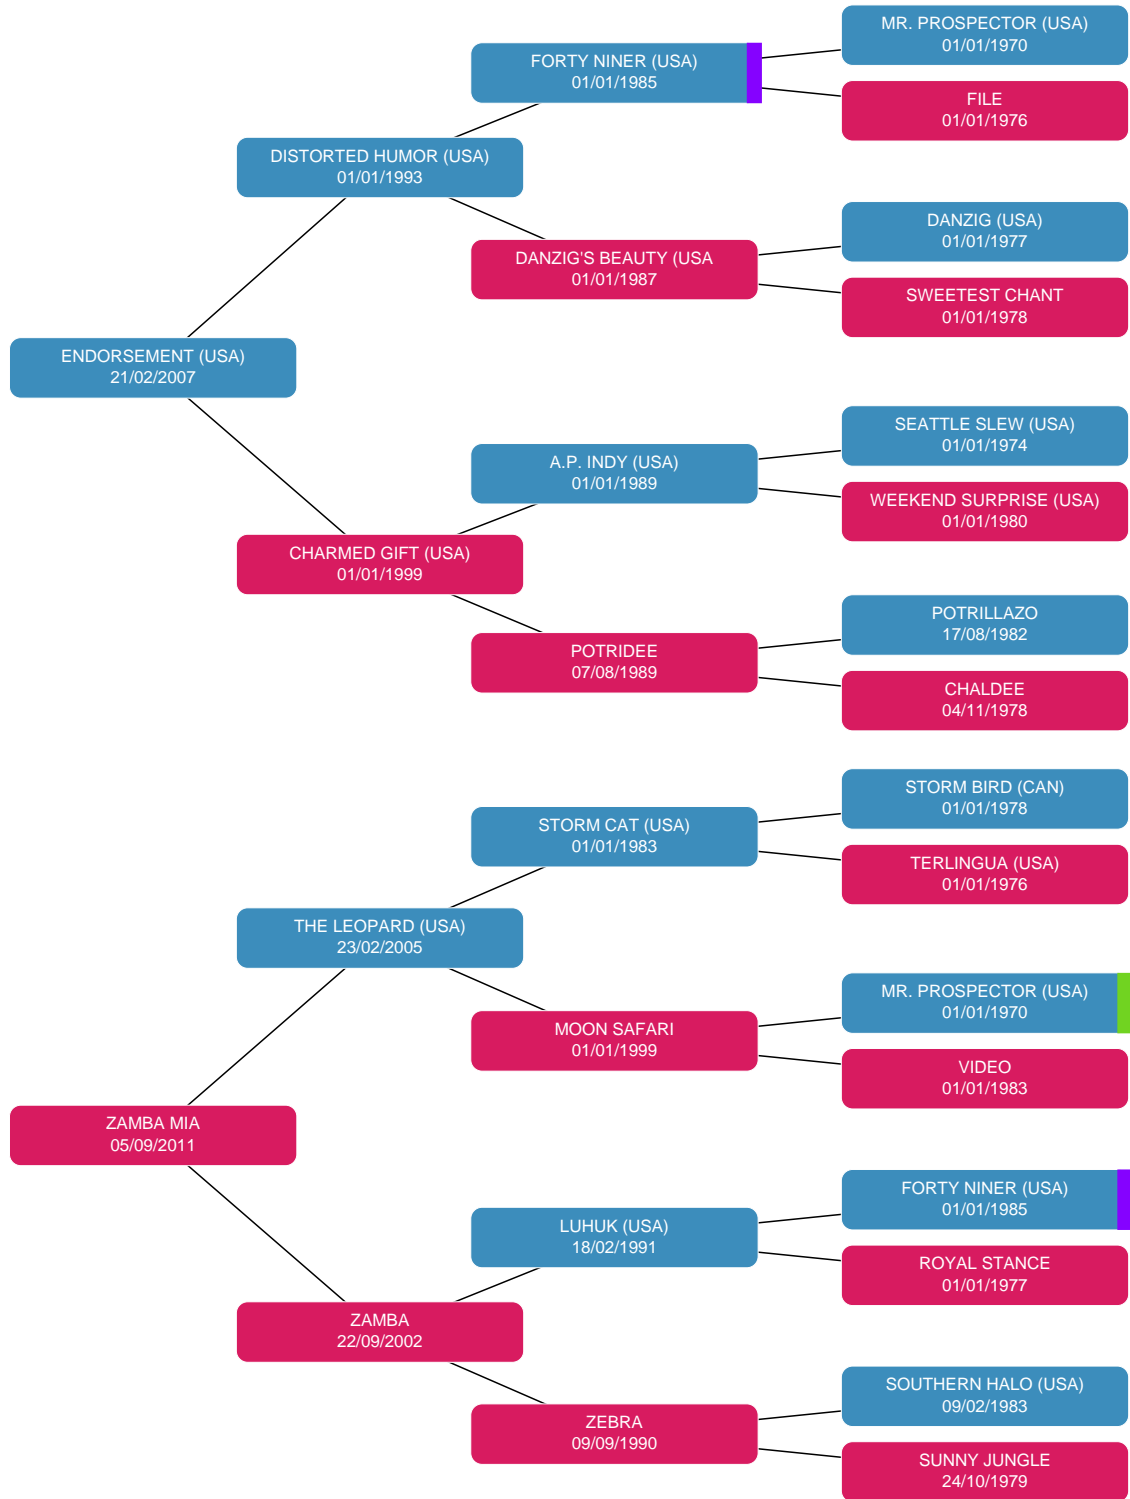 MR. PROSPECTOR (USA)
01/01/1970
FORTY NINER (USA)
01/01/1985
FILE
01/01/1976
DISTORTED HUMOR (USA)
01/01/1993
DANZIG (USA)
01/01/1977
DANZIG'S BEAUTY (USA
01/01/1987
SWEETEST CHANT
01/01/1978
ENDORSEMENT (USA)
21/02/2007
SEATTLE SLEW (USA)
01/01/1974
A.P. INDY (USA)
01/01/1989
WEEKEND SURPRISE (USA)
01/01/1980
CHARMED GIFT (USA)
01/01/1999
POTRILLAZO
17/08/1982
POTRIDEE
07/08/1989
CHALDEE
04/11/1978
STORM BIRD (CAN)
01/01/1978
STORM CAT (USA)
01/01/1983
TERLINGUA (USA)
01/01/1976
THE LEOPARD (USA)
23/02/2005
MR. PROSPECTOR (USA)
01/01/1970
MOON SAFARI
01/01/1999
VIDEO
01/01/1983
ZAMBA MIA
05/09/2011
FORTY NINER (USA)
01/01/1985
LUHUK (USA)
18/02/1991
ROYAL STANCE
01/01/1977
ZAMBA
22/09/2002
SOUTHERN HALO (USA)
09/02/1983
ZEBRA
09/09/1990
SUNNY JUNGLE
24/10/1979